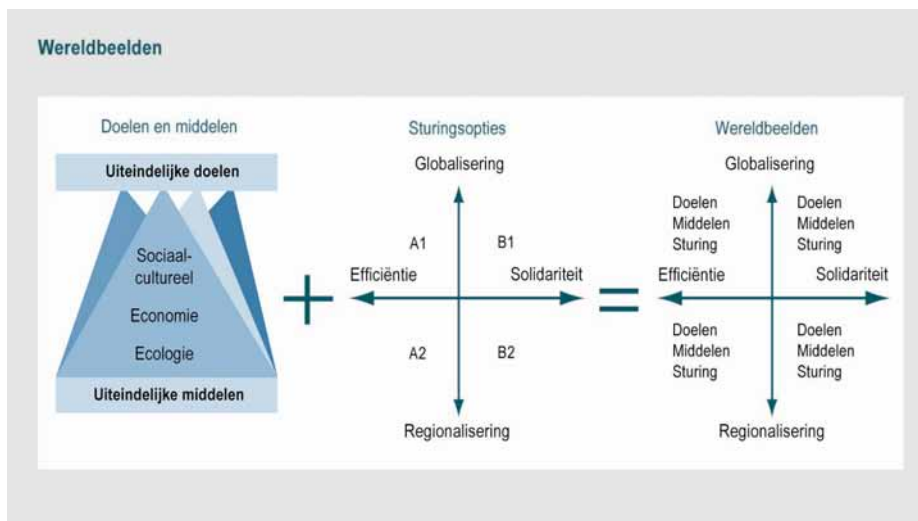 Wereldbeelden
Doelen en middelen
Uiteindelijke doelen
Sociaal-
cultureel
Economie
Ecologie
Uiteindelijke middelen
Sturingsopties
Globalisering
A1
B1
Efficiëntie
Solidariteit
A2
B2
Regionalisering
Wereldbeelden
Globalisering
Doelen
Middelen
Sturing
Doelen
Middelen
Sturing
Efficiëntie
Solidariteit
Doelen
Middelen
Sturing
Doelen
Middelen
Sturing
Regionalisering